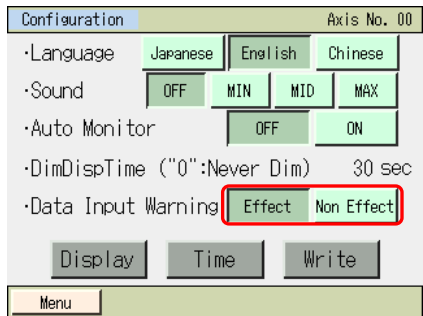 Configuration Axis No. 00
·Language Japanese English Chinese
·Sound OFF MIN MID MAX
·Auto Monitor OFF ON
·DimDispTime ("0":Never Dim) 30 sec
·Data Input Warning Effect Non Effect
Display Time Write
Menu